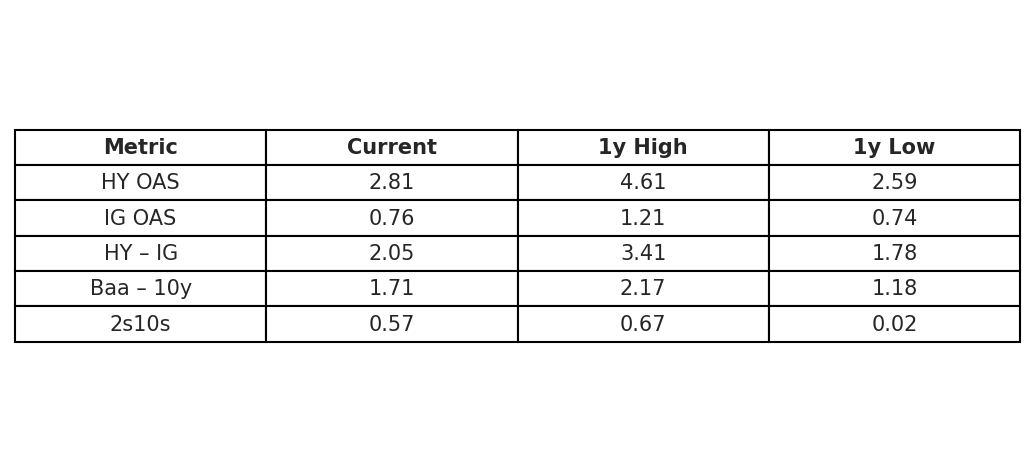 Metric Current 1y High 1y Low
HY OAS 2.81 4.61 2.59
IG OAS 0.76 1.21 0.74
HY – IG 2.05 3.41 1.78
Baa – 10y 1.71 2.17 1.18
2s10s 0.57 0.67 0.02